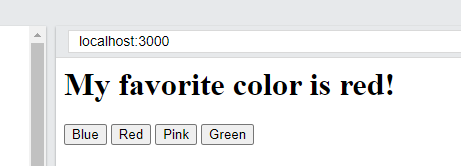 localhost:3000
My favorite color is red!
Blue Red Pink Green